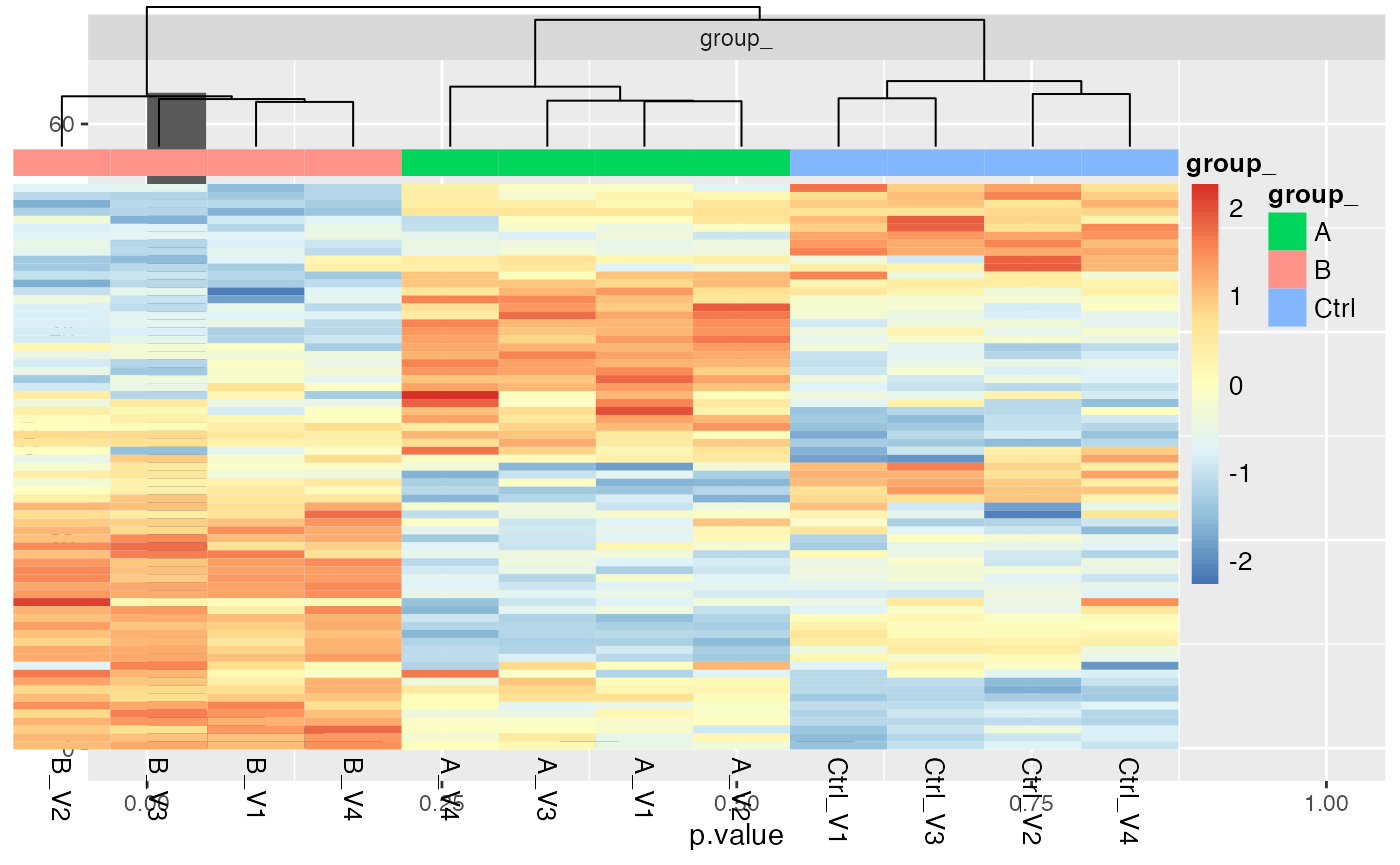 group_
60
group_
2
1
0
-1
-2
group_
A
B
Ctrl
B_V2
B_V3
B_V1
B_V4
A_V4
A_V3
A_V1
A_V2
Ctrl_V1
Ctrl_V3
Ctrl_V2
Ctrl_V4
0.00
0.25
0.50
0.75
1.00
p.value